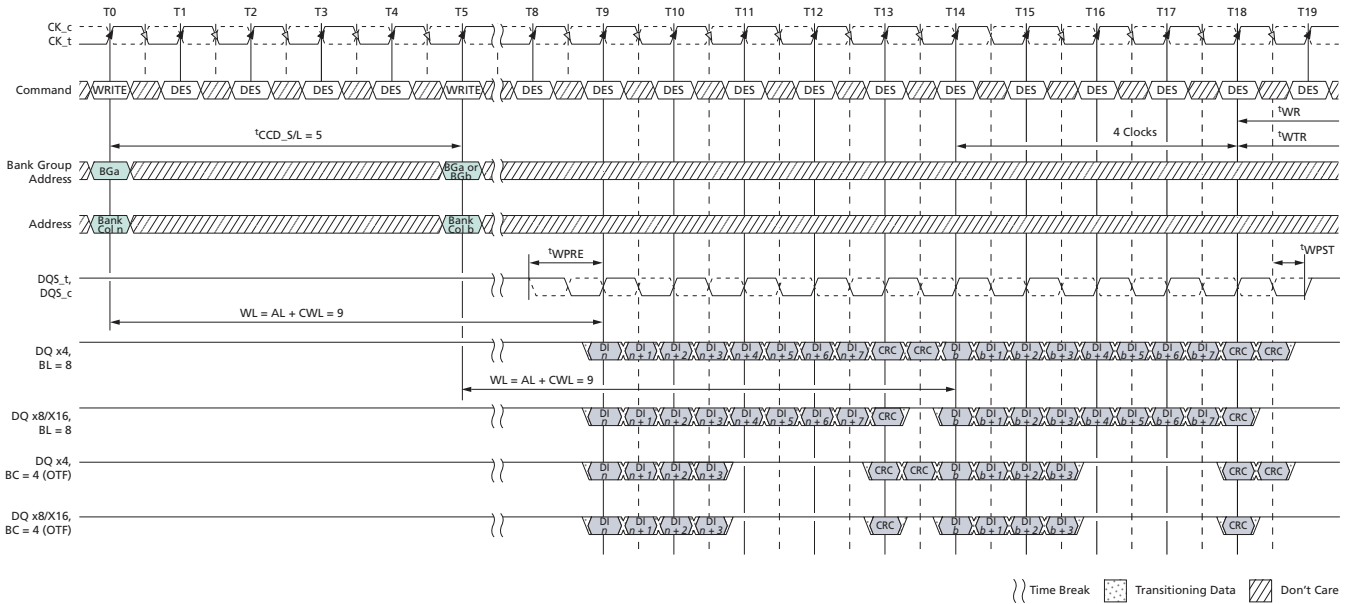 T0 T1 T2 T3 T4 T5 T8 T9 T10 T11 T12 T13 T14 T15 T16 T17 T18 T19
CK_c
CK_t
Command WRITE DES DES DES DES WRITE DES DES DES DES DES DES DES DES DES DES DES DES
tWR
tCCD_S/L = 5 4 Clocks tWTR
Bank Group
Address BGa BGa or
BGb
Address Bank
Col n Bank
Col b
tWPRE tWPST
DQS_t,
DQS_c
WL = AL + CWL = 9
DQ x4,
BL = 8
DI n DI n + 1 DI n + 2 DI n + 3 DI n + 4 DI n + 5 DI n + 6 DI n + 7 CRC CRC DI b DI b + 1 DI b + 2 DI b + 3 DI b + 4 DI b + 5 DI b + 6 DI b + 7 CRC CRC
WL = AL + CWL = 9
DQ x8/X16,
BL = 8
DI n DI n + 1 DI n + 2 DI n + 3 DI n + 4 DI n + 5 DI n + 6 DI n + 7 CRC DI b DI b + 1 DI b + 2 DI b + 3 DI b + 4 DI b + 5 DI b + 6 DI b + 7 CRC
DQ x4,
BC = 4 (OTF)
DI n DI n + 1 DI n + 2 DI n + 3 CRC CRC DI b DI b + 1 DI b + 2 DI b + 3 CRC CRC
DQ x8/X16,
BC = 4 (OTF)
DI n DI n + 1 DI n + 2 DI n + 3 CRC DI b DI b + 1 DI b + 2 DI b + 3 CRC
Time Break Transitioning Data Don't Care